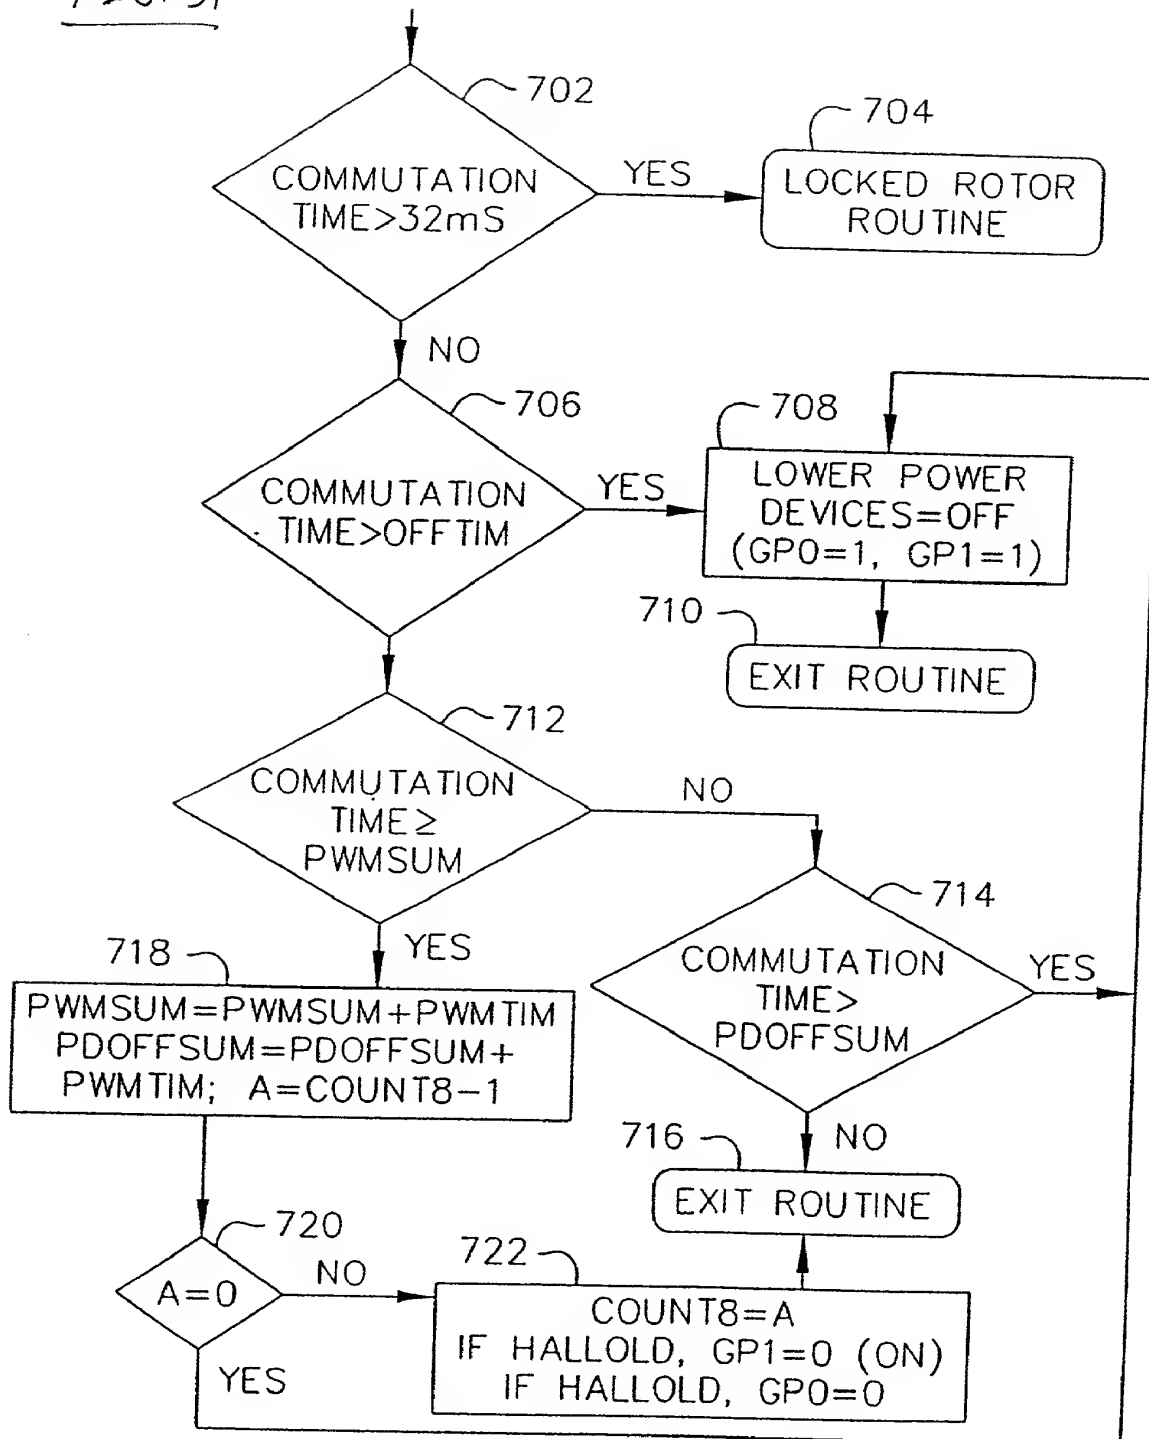 702
COMMUTATION
TIME>32mS
YES
704
LOCKED ROTOR
ROUTINE
NO
706
COMMUTATION
TIME>OFFTIM
YES
708
LOWER POWER
DEVICES=OFF
(GP0=1, GP1=1)
710
EXIT ROUTINE
712
COMMUTATION
TIME≥
PWMSUM
NO
714
COMMUTATION
TIME>
PDOFFSUM
YES
NO
716
EXIT ROUTINE
YES
718
PWMSUM=PWMSUM+PWMTIM
PDOFFSUM=PDOFFSUM+
PWMTIM; A=COUNT8-1
720
A=0
NO
722
COUNT8=A
IF HALLOLD, GP1=0 (ON)
IF HALLOLD, GP0=0
YES